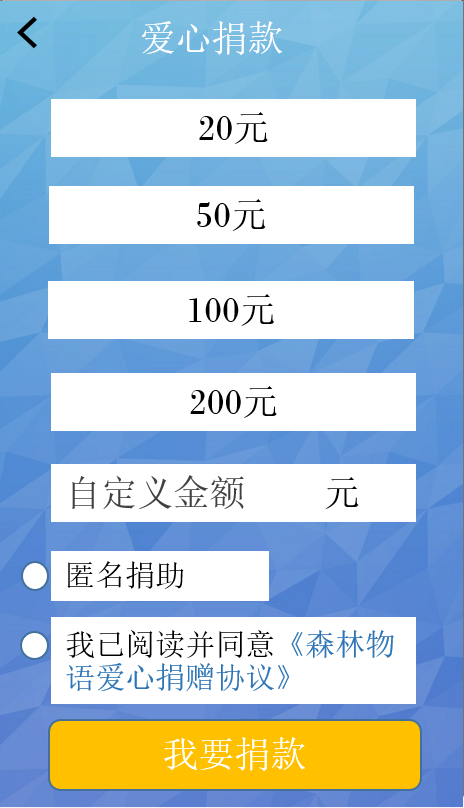 爱心捐款
20元
50元
100元
200元
自定义金额 元
匿名捐助
我已阅读并同意《森林物
语爱心捐赠协议》
我要捐款